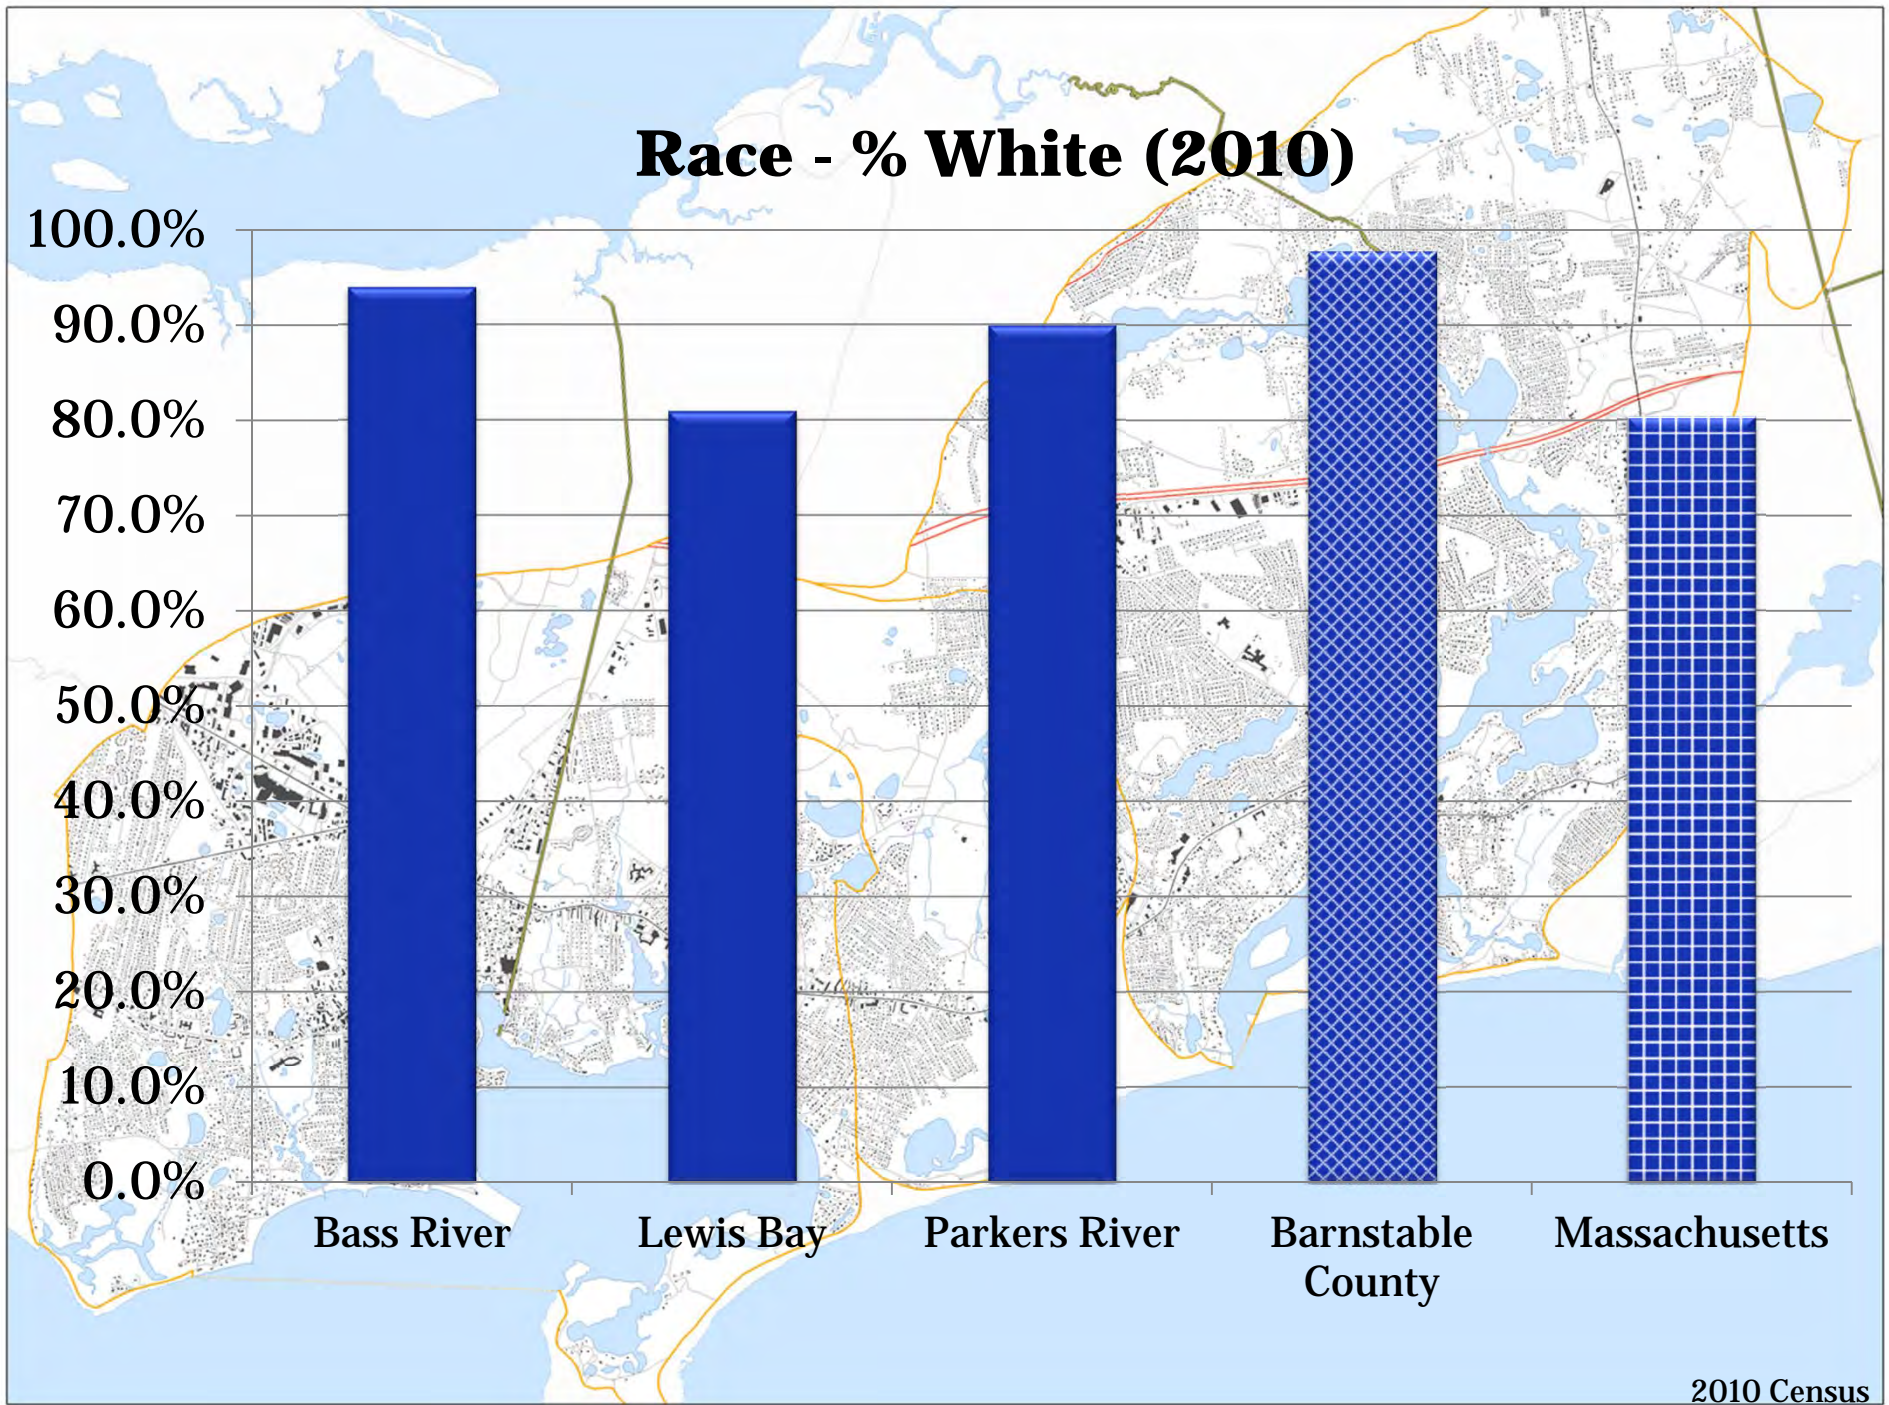 Race - % White (2010)
100.0%
90.0%
80.0%
70.0%
60.0%
50.0%
40.0%
30.0%
20.0%
10.0%
0.0%
Bass River
Lewis Bay
Parkers River
Barnstable
County
Massachusetts
2010 Census